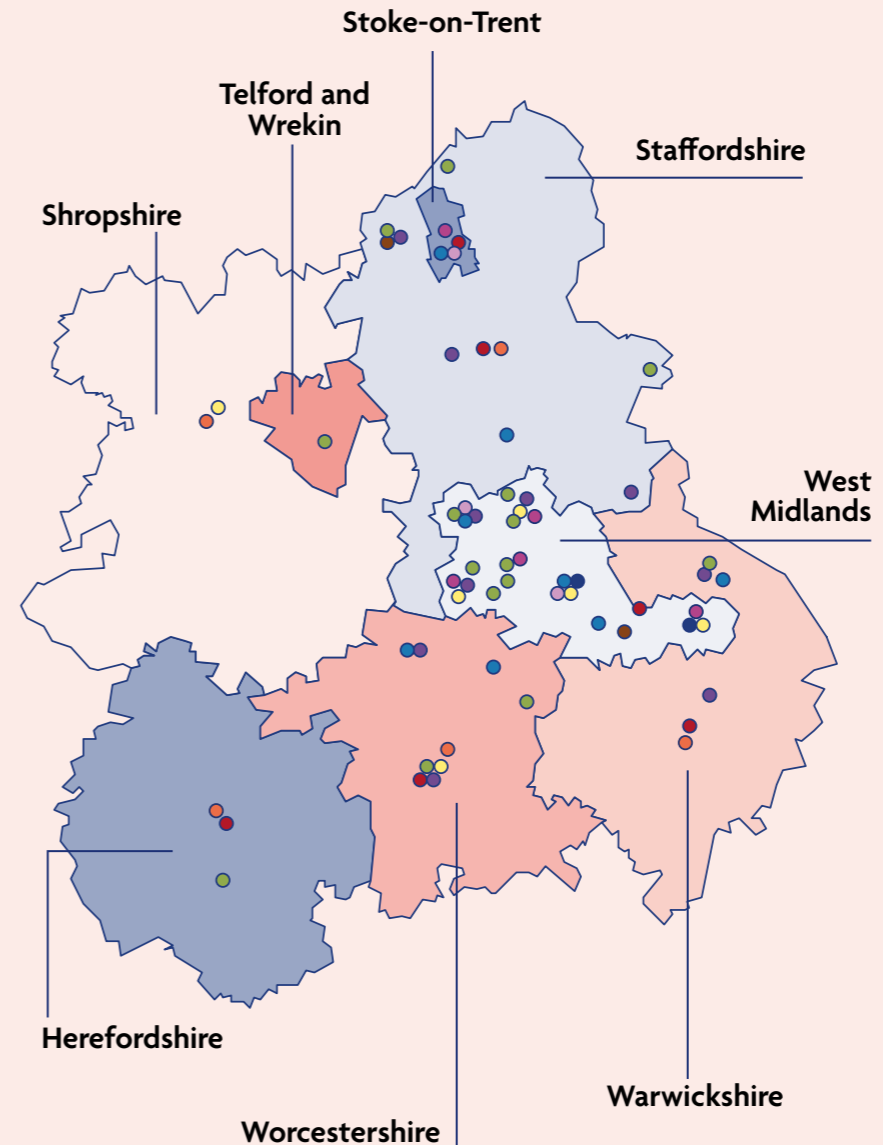 Stoke-on-Trent
Telford and
Wrekin
Staffordshire
Shropshire
West
Midlands
Herefordshire
Warwickshire
Worcestershire